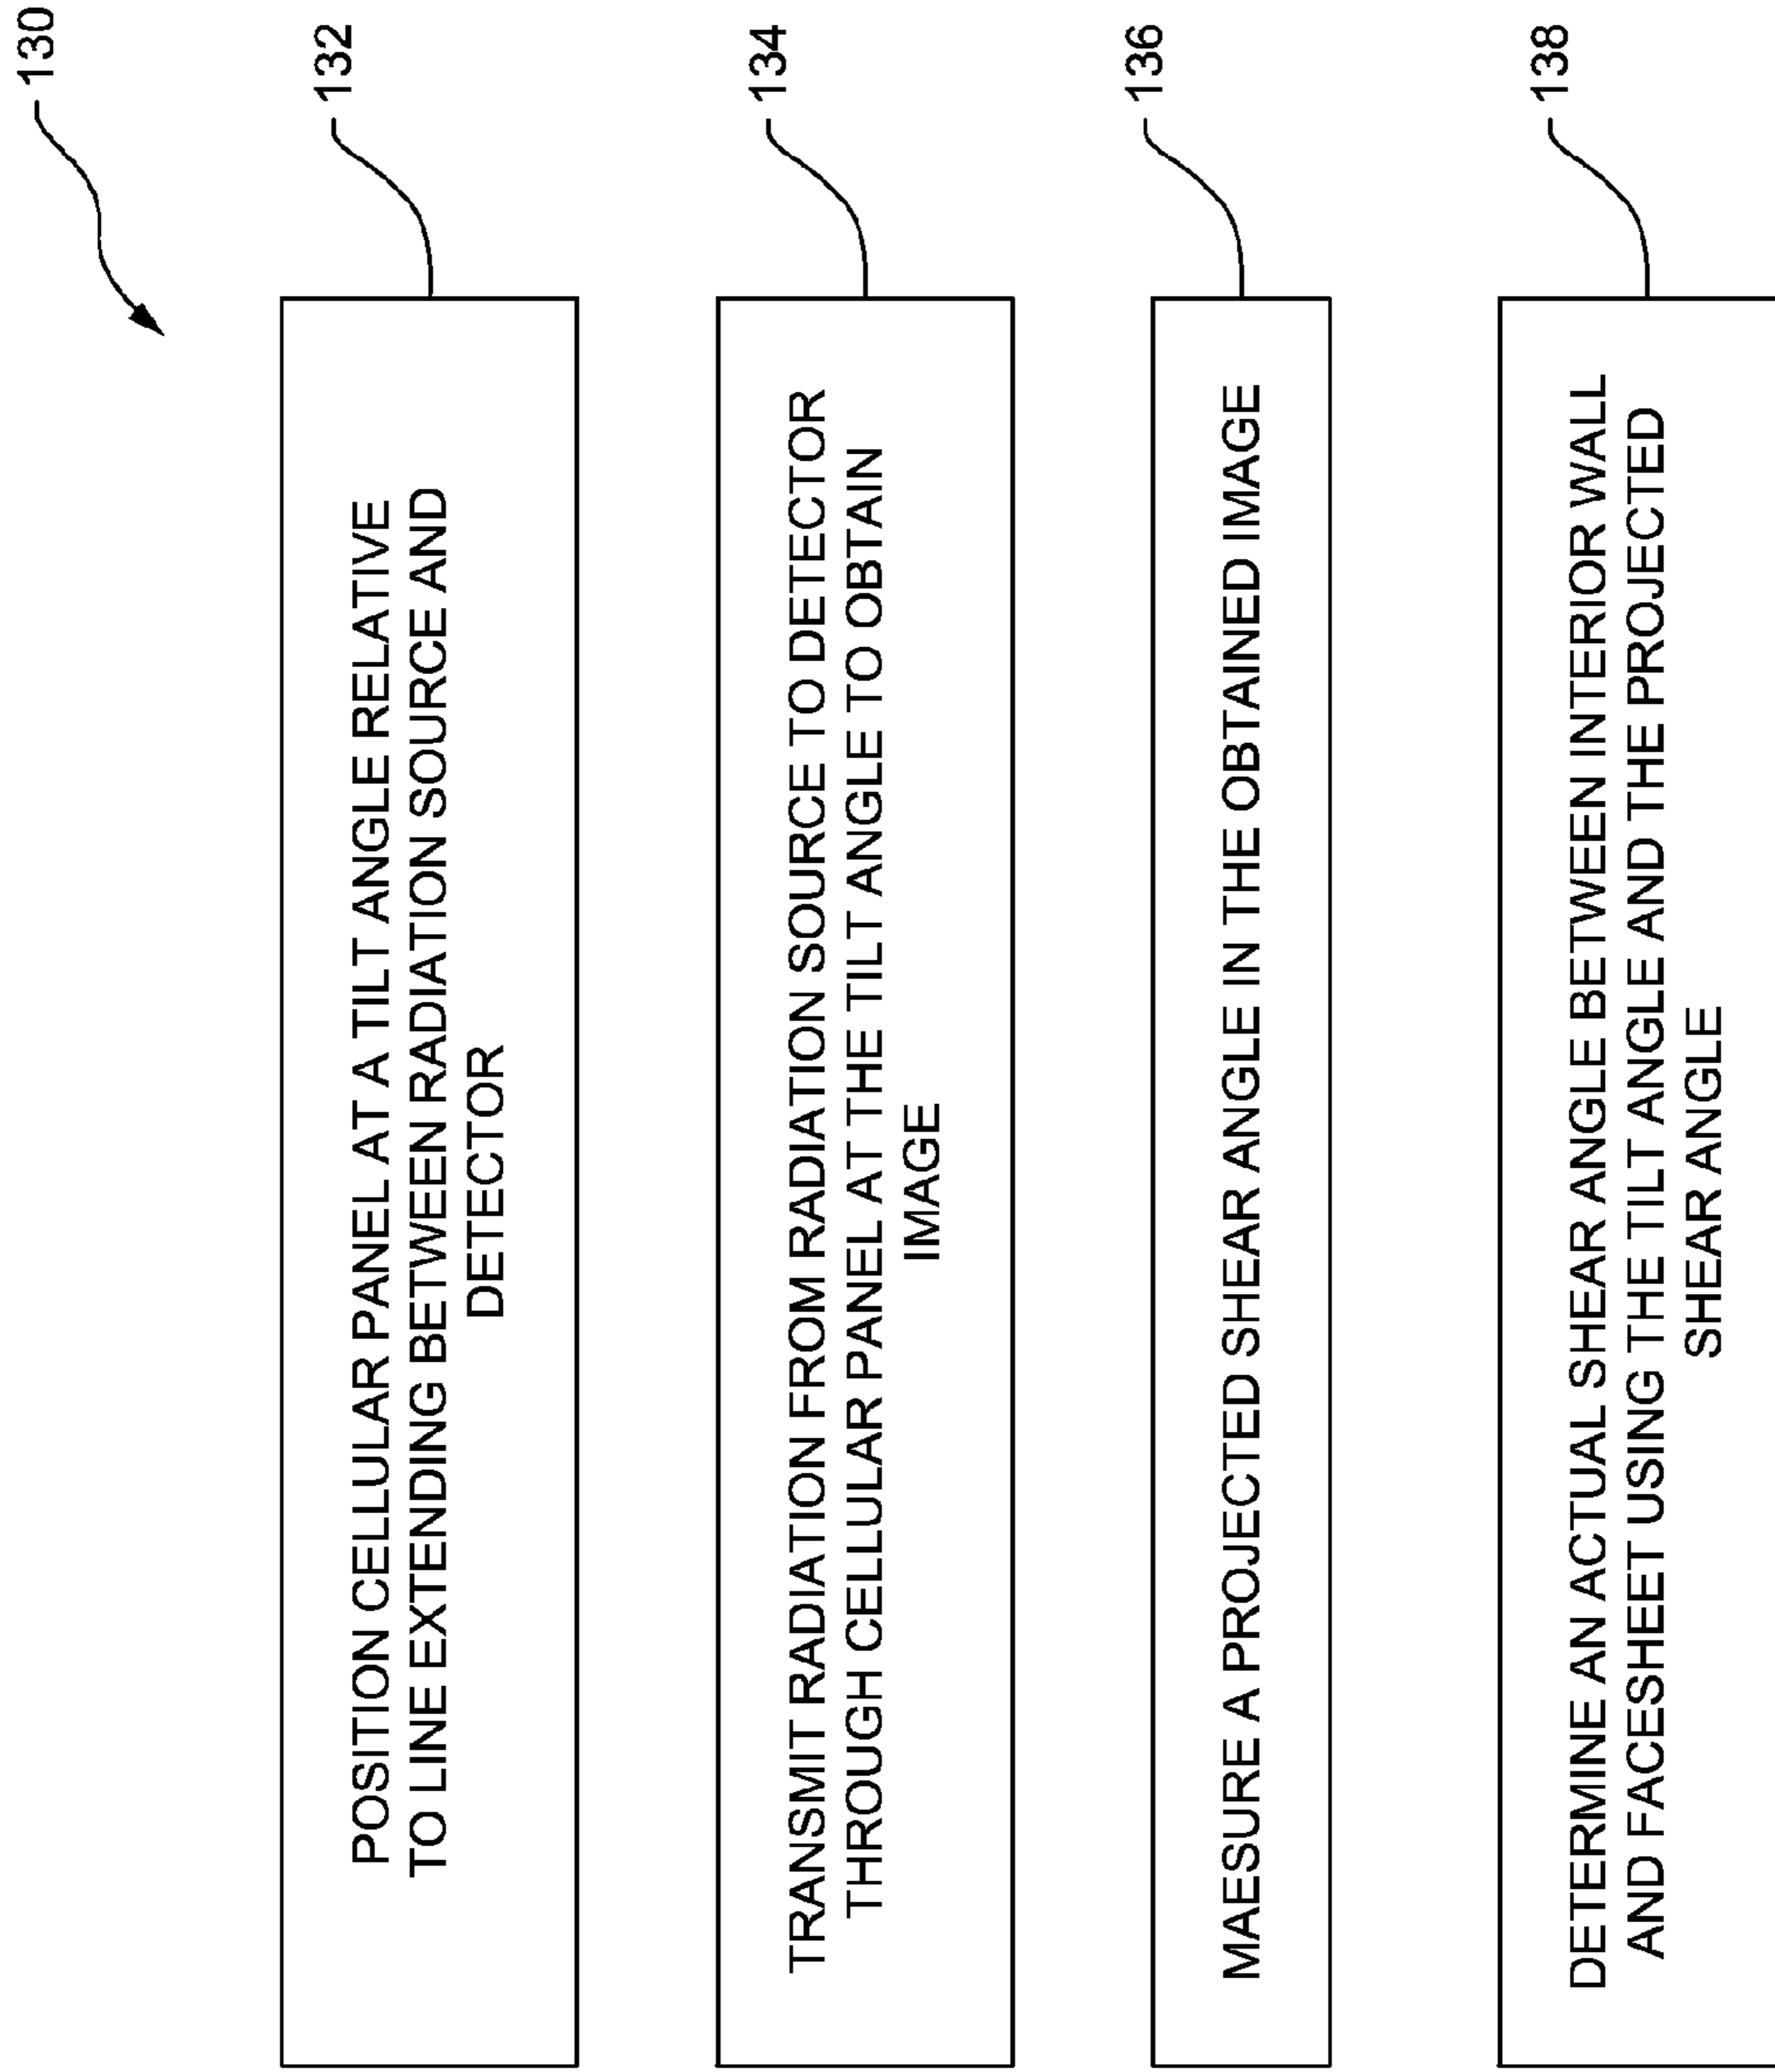 130
132
POSITION CELLULAR PANEL AT A TILT ANGLE RELATIVE
TO LINE EXTENDING BETWEEN RADIATION SOURCE AND
DETECTOR
134
TRANSMIT RADIATION FROM RADIATION SOURCE TO DETECTOR
THROUGH CELLULAR PANEL AT THE TILT ANGLE TO OBTAIN
IMAGE
136
MAESURE A PROJECTED SHEAR ANGLE IN THE OBTAINED IMAGE
138
DETERMINE AN ACTUAL SHEAR ANGLE BETWEEN INTERIOR WALL
AND FACESHEET USING THE TILT ANGLE AND THE PROJECTED
SHEAR ANGLE